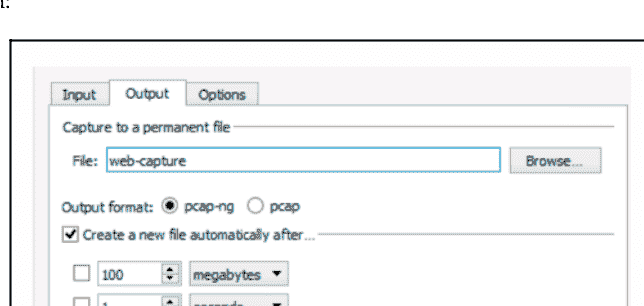 Input Output Options
Capture to a permanent file
File: web-capture Browse...
Output format: pcap-ng pcap
Create a new file automatically after...
100 megabytes